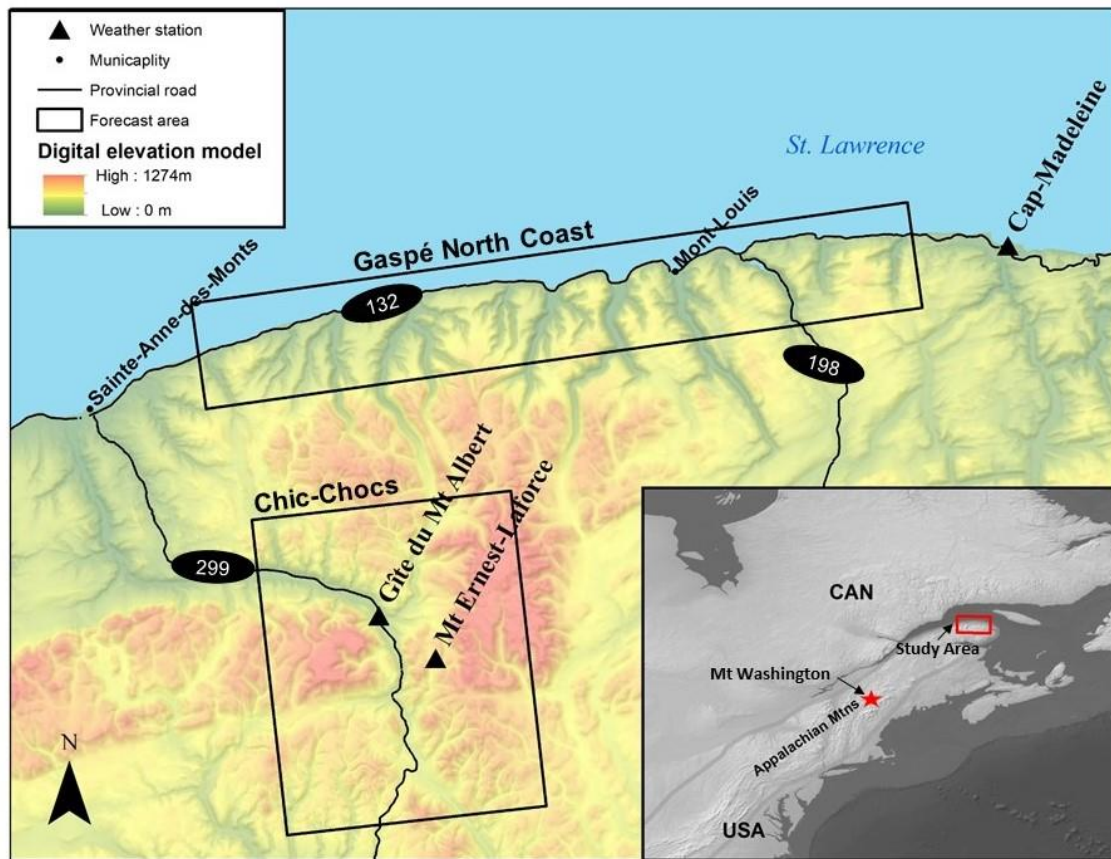 Weather station
Municaplity
Provincial road
Forecast area
Digital elevation model
High : 1274m
Low : 0 m
St. Lawrence
Cap-Madeleine
Gaspé North Coast
Mont-Louis
Sainte-Anne-des-Monts
132
198
Chic-Chocs
Gîte du Mt Albert
Mt Ernest-Laforce
299
N
CAN
Study Area
Mt Washington
Appalachian Mtns
USA